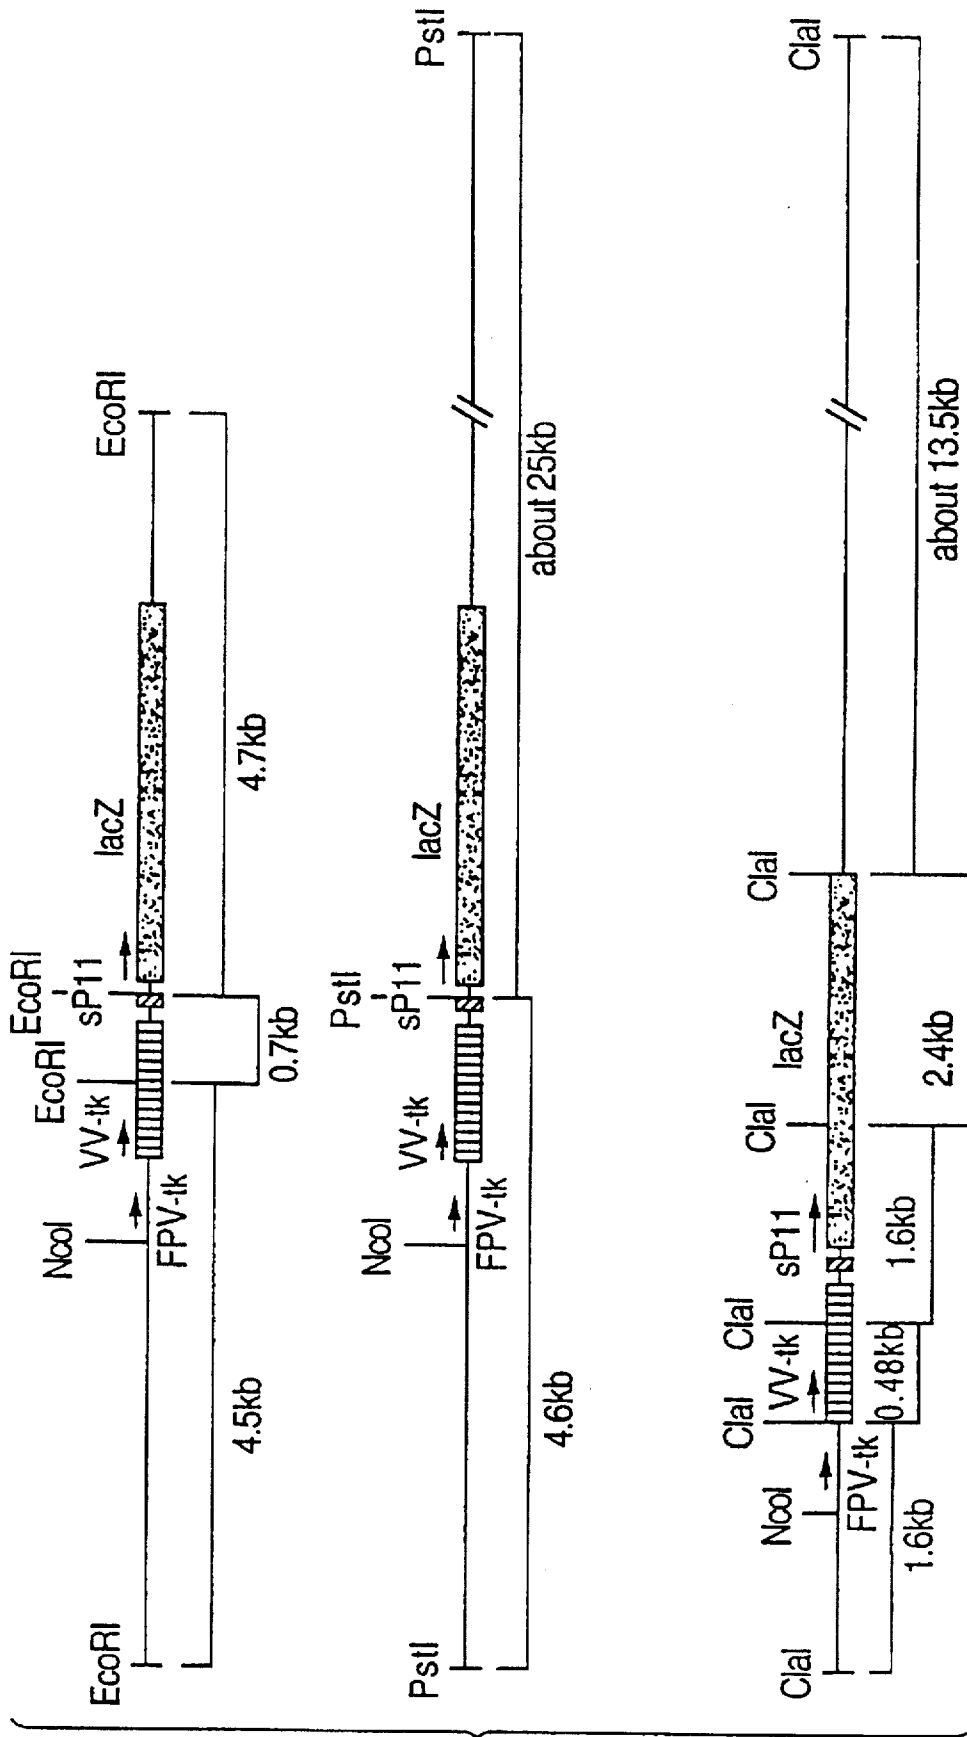 EcoRI
NcoI
FPV-tk
VV-tk
EcoRI
EcoRI
sP11
lacZ
EcoRI
4.5kb
0.7kb
4.7kb
PstI
NcoI
FPV-tk
VV-tk
PstI
sP11
lacZ
PstI
4.6kb
about 25kb
ClaI
NcoI
FPV-tk
ClaI
VV-tk
ClaI
sP11
ClaI
lacZ
ClaI
ClaI
1.6kb
0.48kb
1.6kb
2.4kb
about 13.5kb